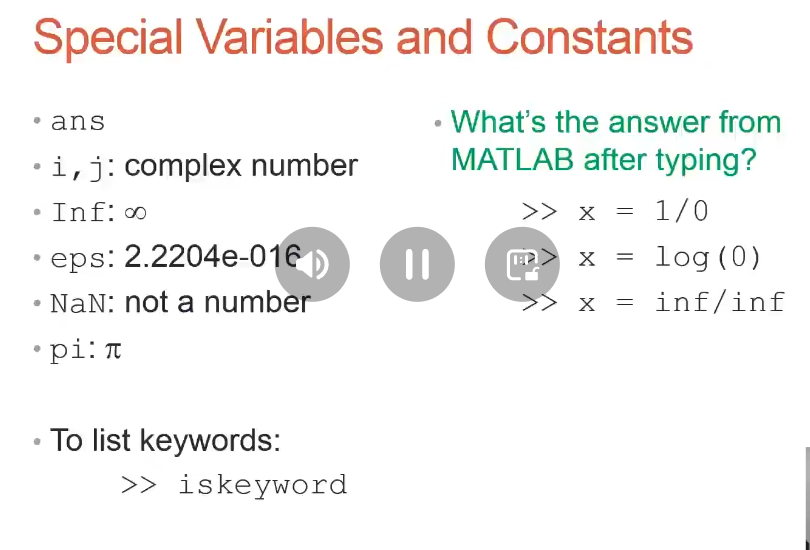 Special Variables and Constants
• ans
• i,j: complex number
• Inf: ∞
• eps: 2.2204e-016
• NaN: not a number
• pi: π
• To list keywords:
>> iskeyword
• What's the answer from
MATLAB after typing?
>> x = 1/0
>> x = log(0)
>> x = inf/inf